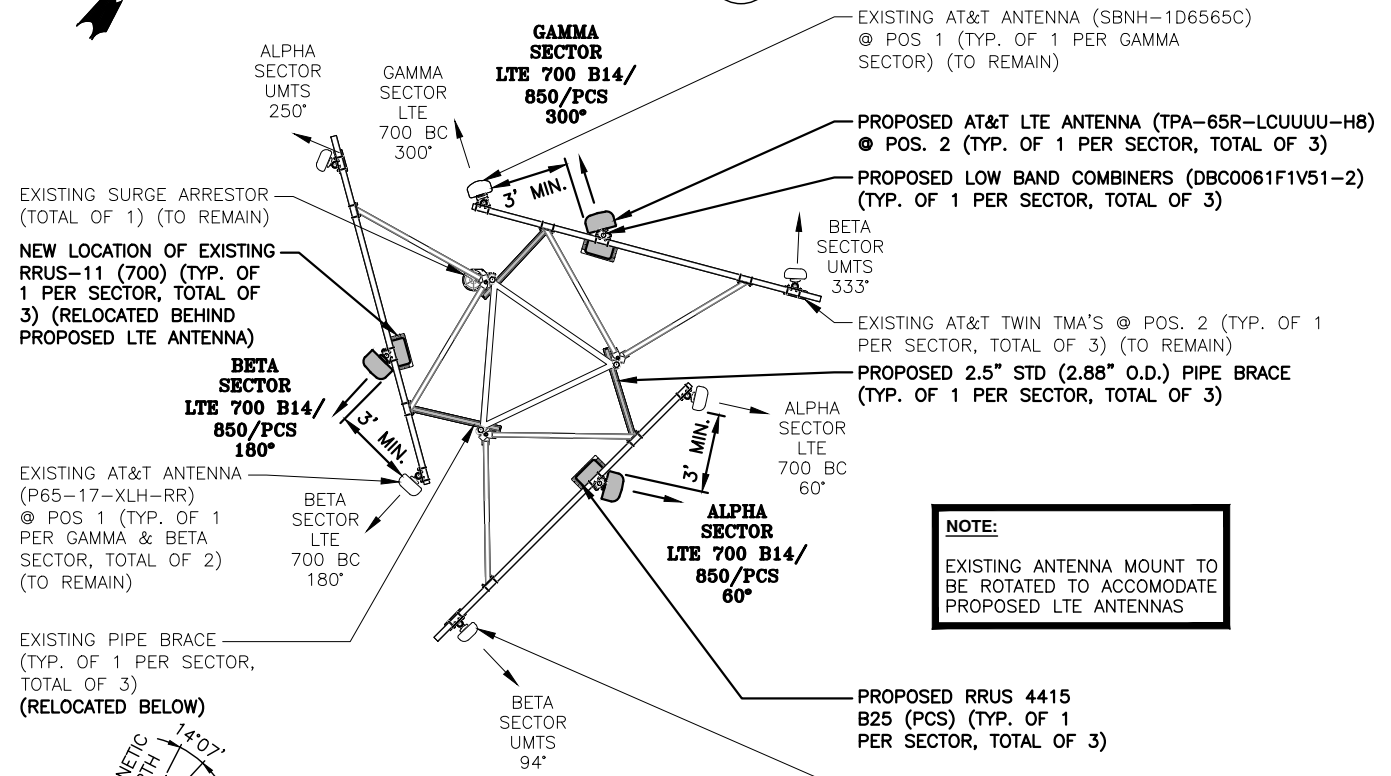 EXISTING AT&T ANTENNA (SBNH-1D6565C)
@ POS 1 (TYP. OF 1 PER GAMMA
SECTOR) (TO REMAIN)
GAMMA
SECTOR
LTE 700 B14/
850/PCS
300°
ALPHA
SECTOR
UMTS
250°
GAMMA
SECTOR
LTE
700 BC
300°
PROPOSED AT&T LTE ANTENNA (TPA-65R-LCUUUU-H8)
@ POS. 2 (TYP. OF 1 PER SECTOR, TOTAL OF 3)
PROPOSED LOW BAND COMBINERS (DBC0061F1V51-2)
(TYP. OF 1 PER SECTOR, TOTAL OF 3)
3' MIN.
EXISTING SURGE ARRESTOR
(TOTAL OF 1) (TO REMAIN)
BETA
SECTOR
UMTS
333°
NEW LOCATION OF EXISTING
RRUS-11 (700) (TYP. OF
1 PER SECTOR, TOTAL OF
3) (RELOCATED BEHIND
PROPOSED LTE ANTENNA)
EXISTING AT&T TWIN TMA'S @ POS. 2 (TYP. OF 1
PER SECTOR, TOTAL OF 3) (TO REMAIN)
PROPOSED 2.5" STD (2.88" O.D.) PIPE BRACE
(TYP. OF 1 PER SECTOR, TOTAL OF 3)
BETA
SECTOR
LTE 700 B14/
850/PCS
180°
3' MIN.
ALPHA
SECTOR
LTE
700 BC
60°
3' MIN.
EXISTING AT&T ANTENNA
(P65-17-XLH-RR)
@ POS 1 (TYP. OF 1
PER GAMMA & BETA
SECTOR, TOTAL OF 2)
(TO REMAIN)
BETA
SECTOR
LTE
700 BC
180°
ALPHA
SECTOR
LTE 700 B14/
850/PCS
60°
NOTE:
EXISTING ANTENNA MOUNT TO
BE ROTATED TO ACCOMODATE
PROPOSED LTE ANTENNAS
EXISTING PIPE BRACE
(TYP. OF 1 PER SECTOR,
TOTAL OF 3)
(RELOCATED BELOW)
BETA
SECTOR
UMTS
94°
PROPOSED RRUS 4415
B25 (PCS) (TYP. OF 1
PER SECTOR, TOTAL OF 3)
14°07'